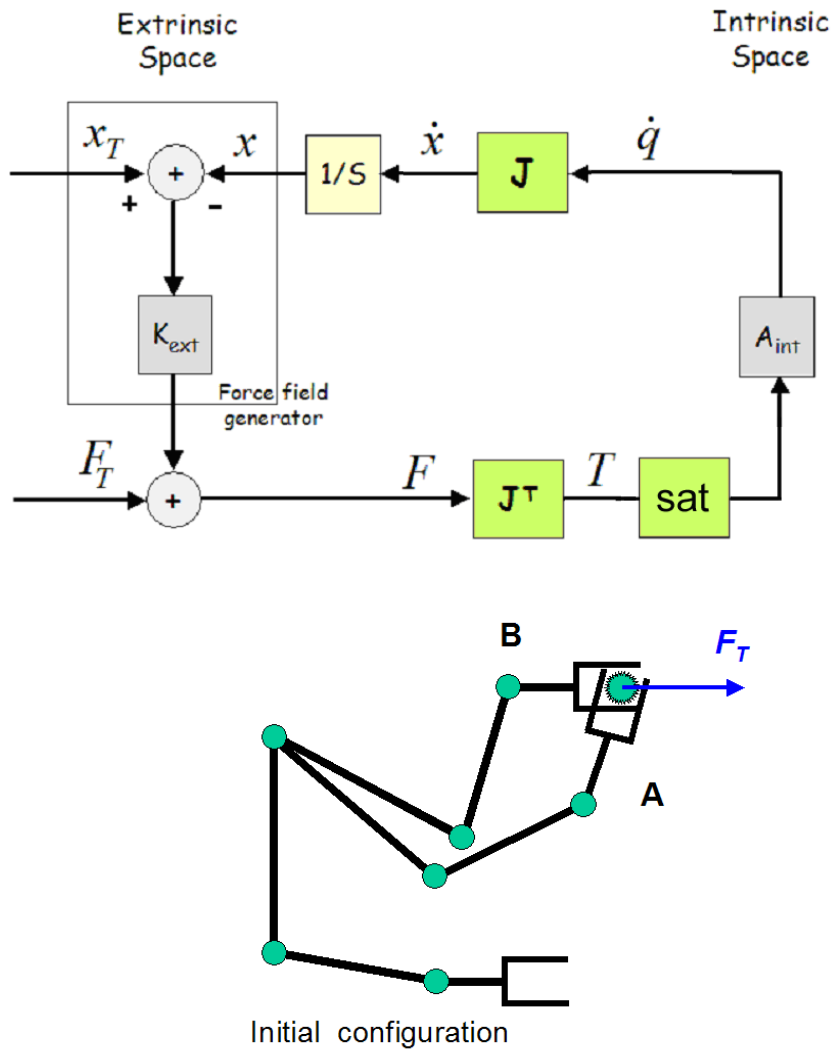 Extrinsic
Space
Intrinsic
Space
x_T
x
ẋ
q̇
+
+
-
1/S
J
K_ext
A_int
Force field
generator
F_T
F
T
+
J^T
sat
B
F_T
A
Initial configuration